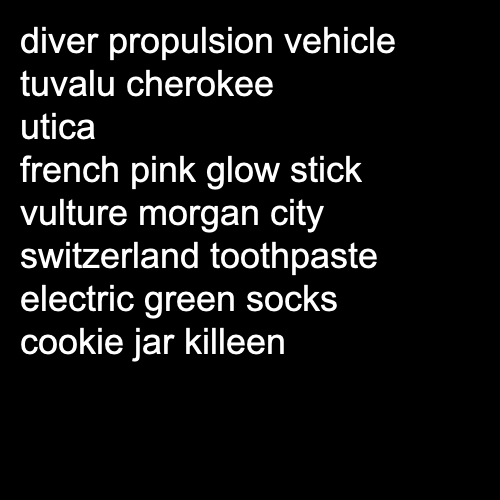 diver propulsion vehicle
tuvalu cherokee
utica
french pink glow stick
vulture morgan city
switzerland toothpaste
electric green socks
cookie jar killeen